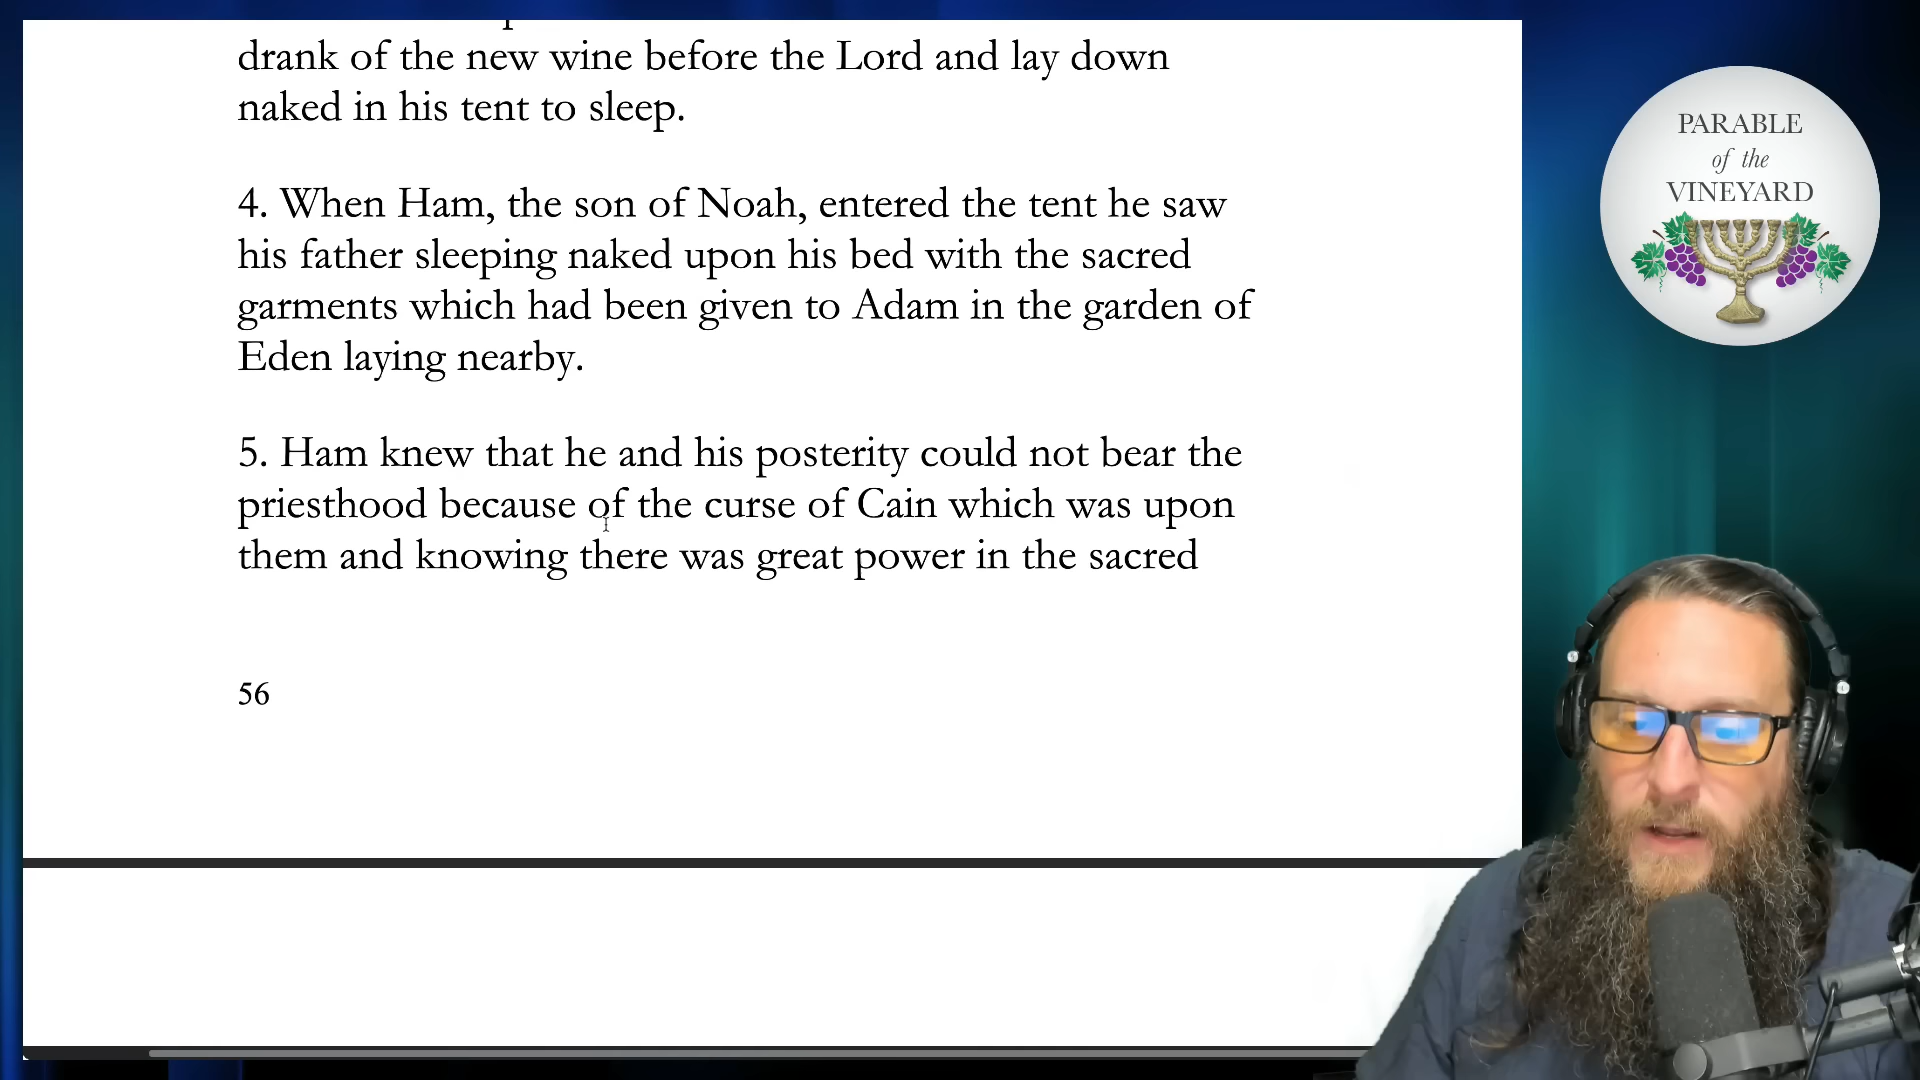 drank of the new wine before the Lord and lay down
naked in his tent to sleep.
4. When Ham, the son of Noah, entered the tent he saw
his father sleeping naked upon his bed with the sacred
garments which had been given to Adam in the garden of
Eden laying nearby.
5. Ham knew that he and his posterity could not bear the
priesthood because of the curse of Cain which was upon
them and knowing there was great power in the sacred
56
PARABLE
of the
VINEYARD